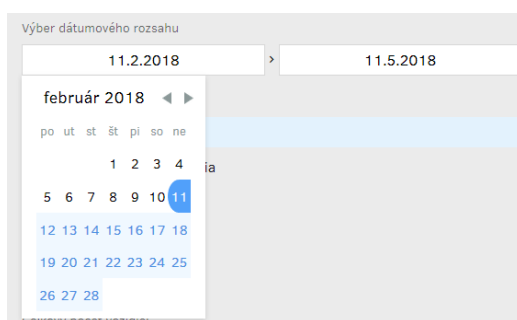 Výber dátumového rozsahu
11.2.2018 > 11.5.2018
február 2018
po ut st št pi so ne
1 2 3 4
ia
5 6 7 8 9 10 11
12 13 14 15 16 17 18
19 20 21 22 23 24 25
26 27 28